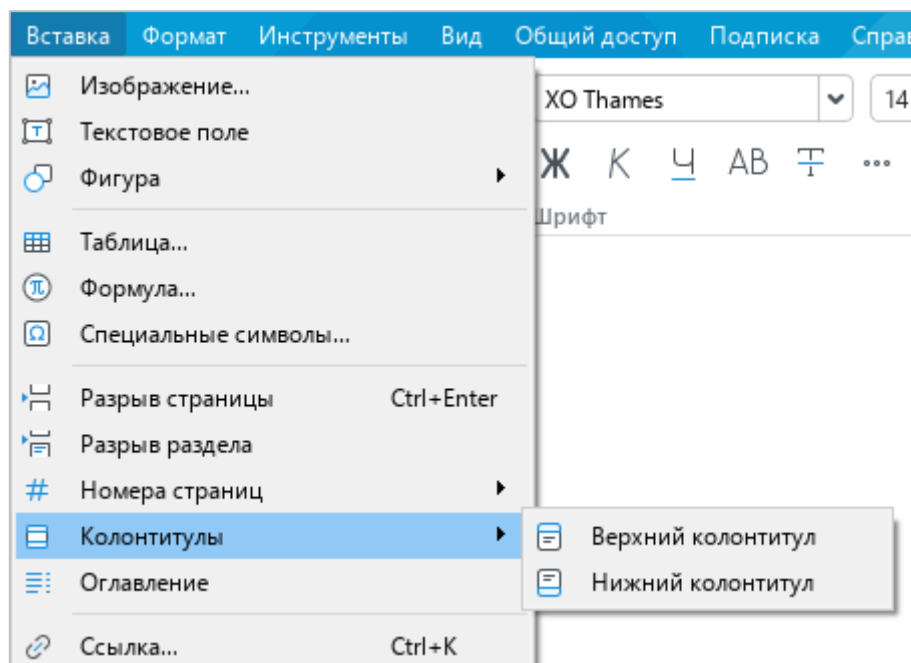 Вставка Формат Инструменты Вид Общий доступ Подписка Справ
Изображение...
XO Thames 14
Текстовое поле
Ж К Ч АВ Т
Фигура
Шрифт
Таблица...
Формула...
Специальные символы...
Разрыв страницы Ctrl+Enter
Разрыв раздела
Номера страниц
Колонтитулы
Верхний колонтитул
Оглавление
Нижний колонтитул
Ссылка... Ctrl+K